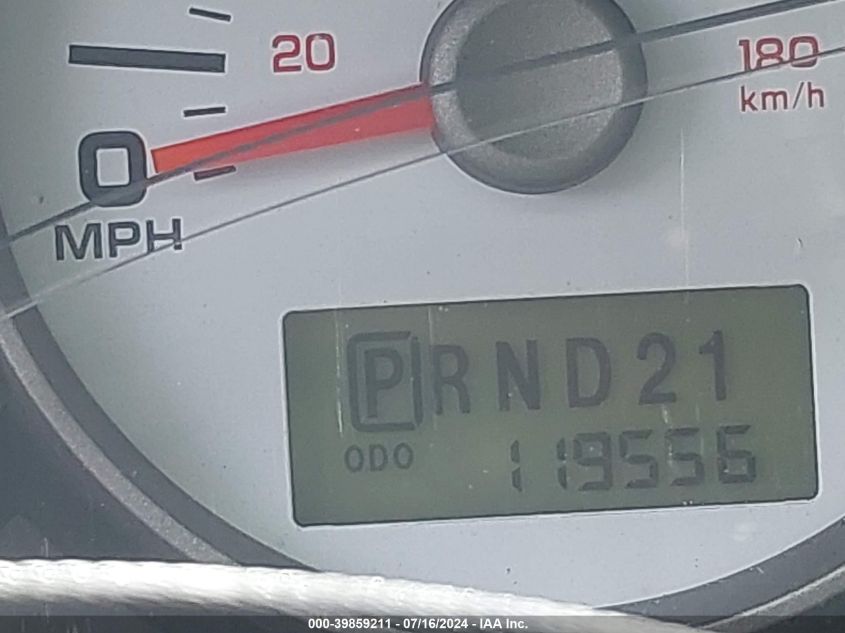 20
180
km/h
0
MPH
P R N D 2 1
ODO 119556
000-39859211 - 07/16/2024 - IAA Inc.